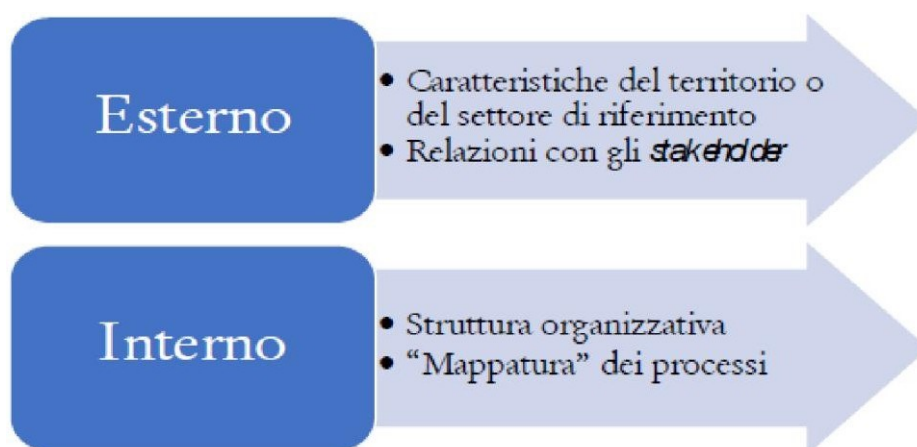 Esterno
• Caratteristiche del territorio o
del settore di riferimento
• Relazioni con gli stakeholder
Interno
• Struttura organizzativa
• “Mappatura” dei processi